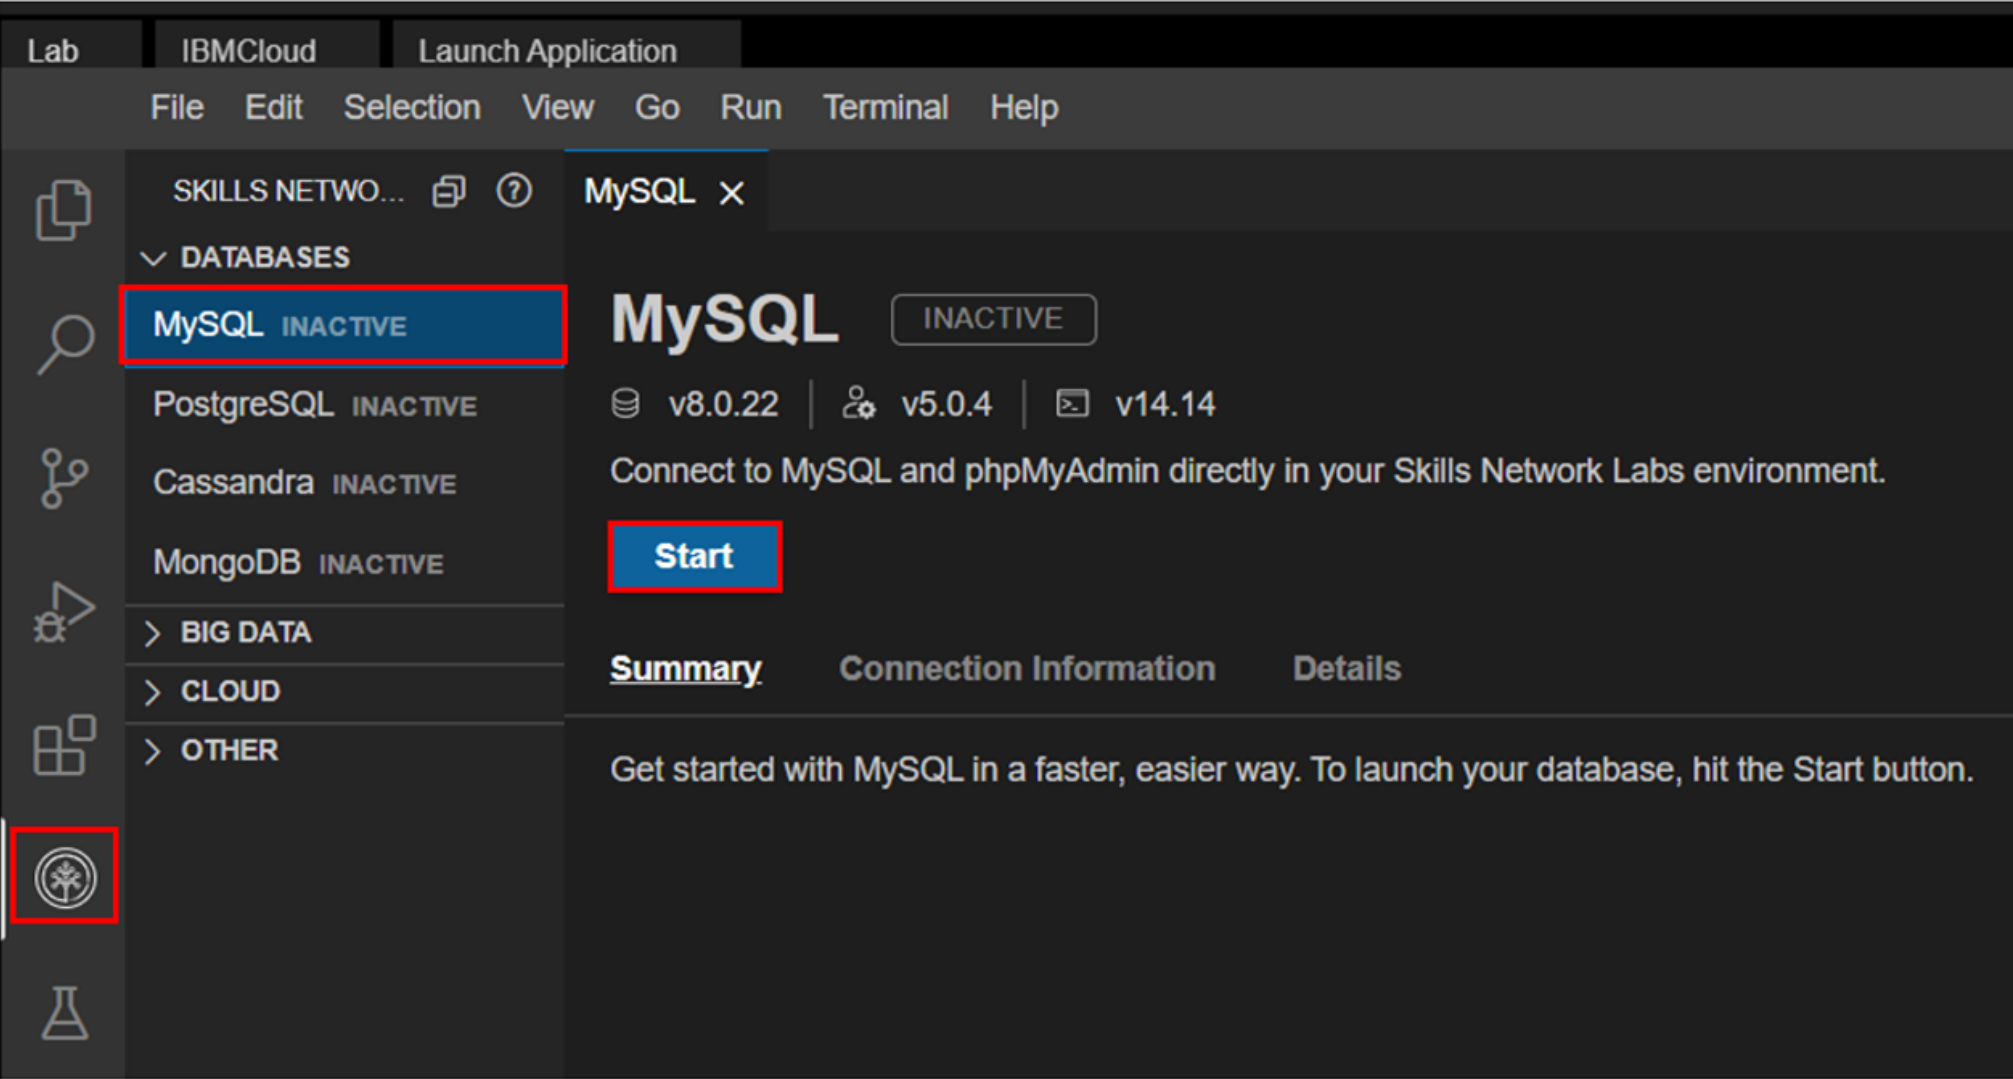 Lab IBMCloud Launch Application
File Edit Selection View Go Run Terminal Help
SKILLS NETWO...
DATABASES
MySQL INACTIVE
PostgreSQL INACTIVE
Cassandra INACTIVE
MongoDB INACTIVE
BIG DATA
CLOUD
OTHER
MySQL
MySQL INACTIVE
v8.0.22 v5.0.4 v14.14
Connect to MySQL and phpMyAdmin directly in your Skills Network Labs environment.
Start
Summary Connection Information Details
Get started with MySQL in a faster, easier way. To launch your database, hit the Start button.